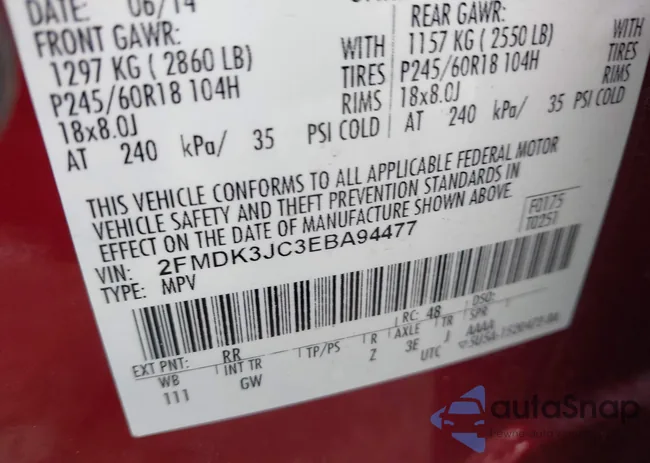 DATE: 06/14
FRONT GAWR: REAR GAWR:
1297 KG ( 2860 LB) WITH 1157 KG ( 2550 LB) WITH
P245/60R18 104H TIRES P245/60R18 104H TIRES
18x8.0J RIMS 18x8.0J RIMS
AT 240 kPa/ 35 PSI COLD AT 240 kPa/ 35 PSI COLD
THIS VEHICLE CONFORMS TO ALL APPLICABLE FEDERAL MOTOR
VEHICLE SAFETY AND THEFT PREVENTION STANDARDS IN
EFFECT ON THE DATE OF MANUFACTURE SHOWN ABOVE.
F0175
T0251
VIN: 2FMDK3JC3EBA94477
TYPE: MPV
EXT PNT: RR RC: 48 DSO:
WB INT TR TP/PS R AXLE TR SPR
111 GW Z 3E J AAAA
UTC
autoSnap